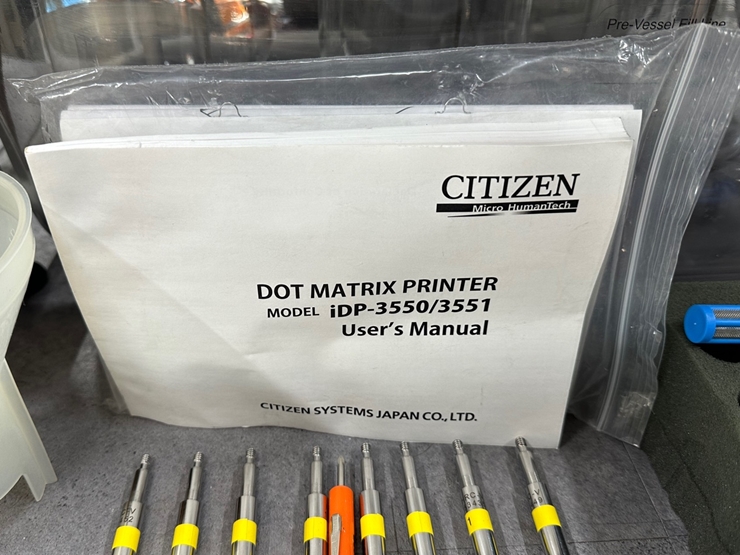 Pre-Vessel Fill Line
CITIZEN
Micro HumanTech
DOT MATRIX PRINTER
MODEL iDP-3550/3551
User's Manual
CITIZEN SYSTEMS JAPAN CO., LTD.